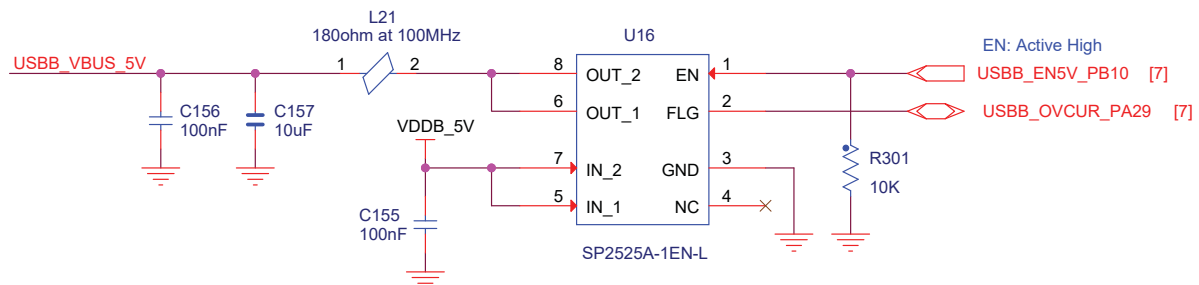 L21
180ohm at 100MHz
U16
EN: Active High
USBB_VBUS_5V
1
2
8
OUT_2
EN
1
USBB_EN5V_PB10 [7]
C156
100nF
C157
10uF
6
OUT_1
FLG
2
USBB_OVCUR_PA29 [7]
VDDB_5V
7
IN_2
GND
3
R301
10K
5
IN_1
NC
4
C155
100nF
SP2525A-1EN-L